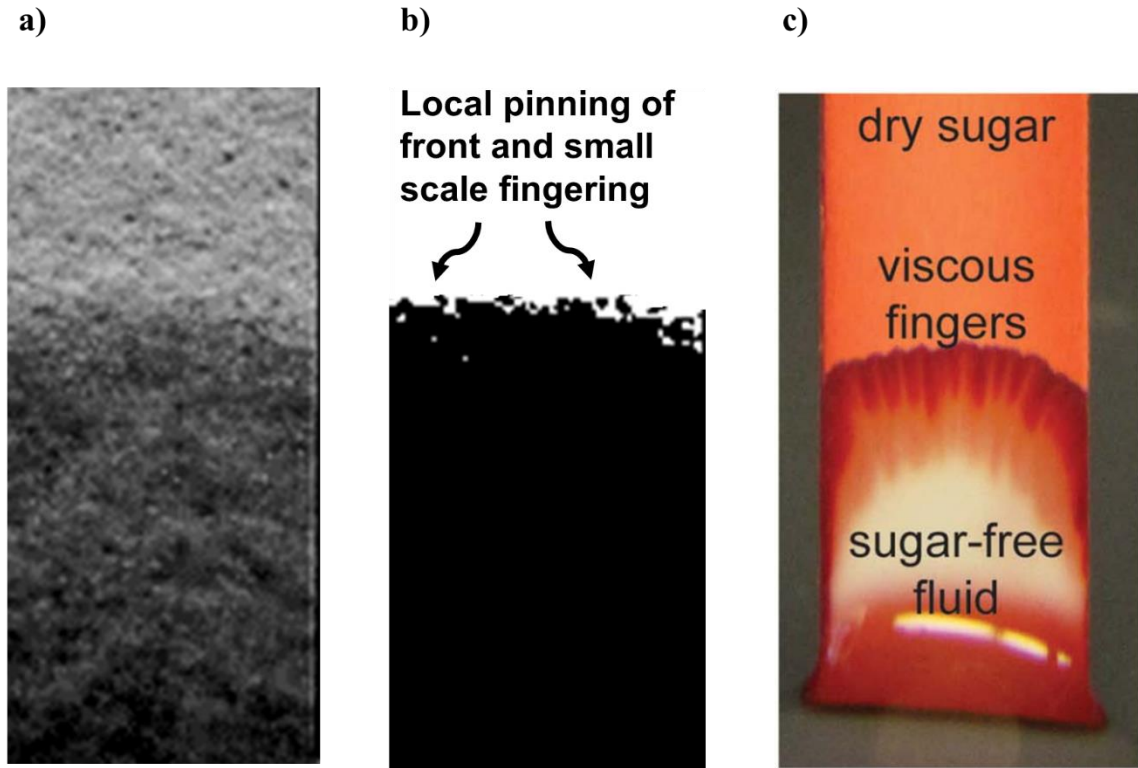 a)
b)
c)
Local pinning of
front and small
scale fingering
dry sugar
viscous
fingers
sugar-free
fluid